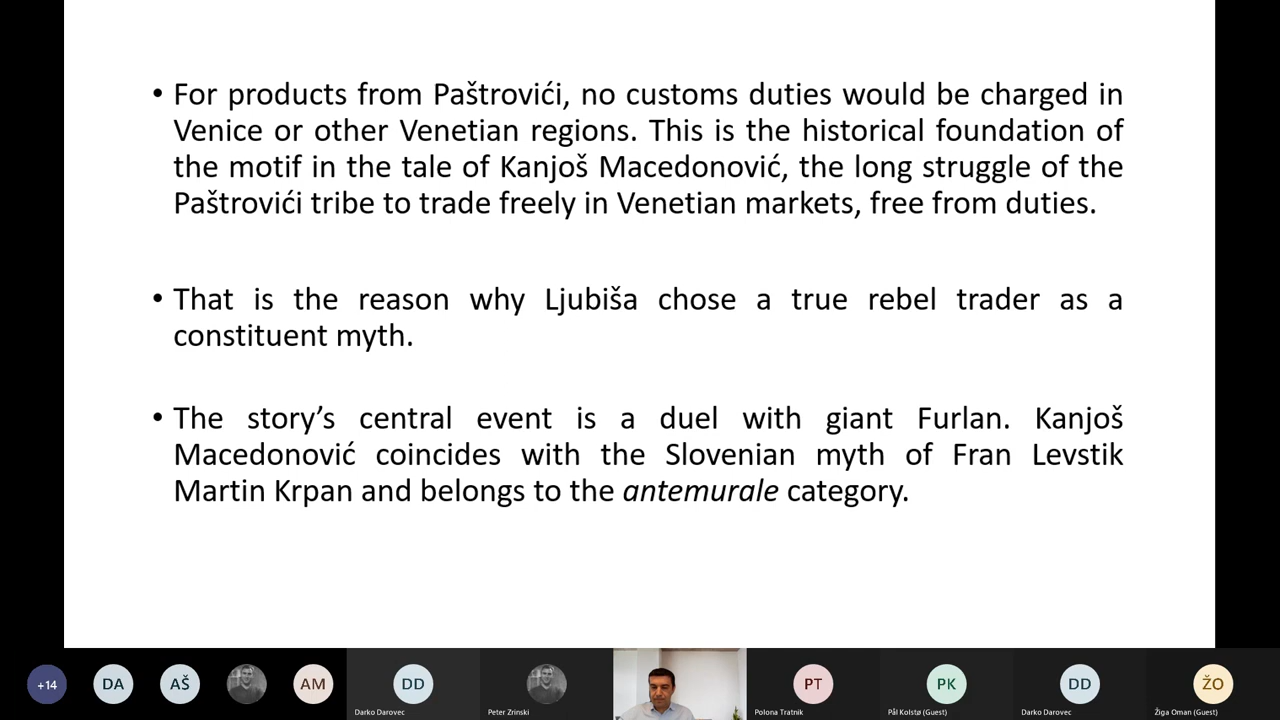 • For products from Paštrovići, no customs duties would be charged in
Venice or other Venetian regions. This is the historical foundation of
the motif in the tale of Kanjoš Macedonović, the long struggle of the
Paštrovići tribe to trade freely in Venetian markets, free from duties.
• That is the reason why Ljubiša chose a true rebel trader as a
constituent myth.
• The story’s central event is a duel with giant Furlan. Kanjoš
Macedonović coincides with the Slovenian myth of Fran Levstik
Martin Krpan and belongs to the antemurale category.
+14 DA AŠ AM DD PT PK DD ŽO
Darko Darovec Peter Zrinski Polona Tratnik Pål Kolstø (Guest) Darko Darovec Žiga Oman (Guest)